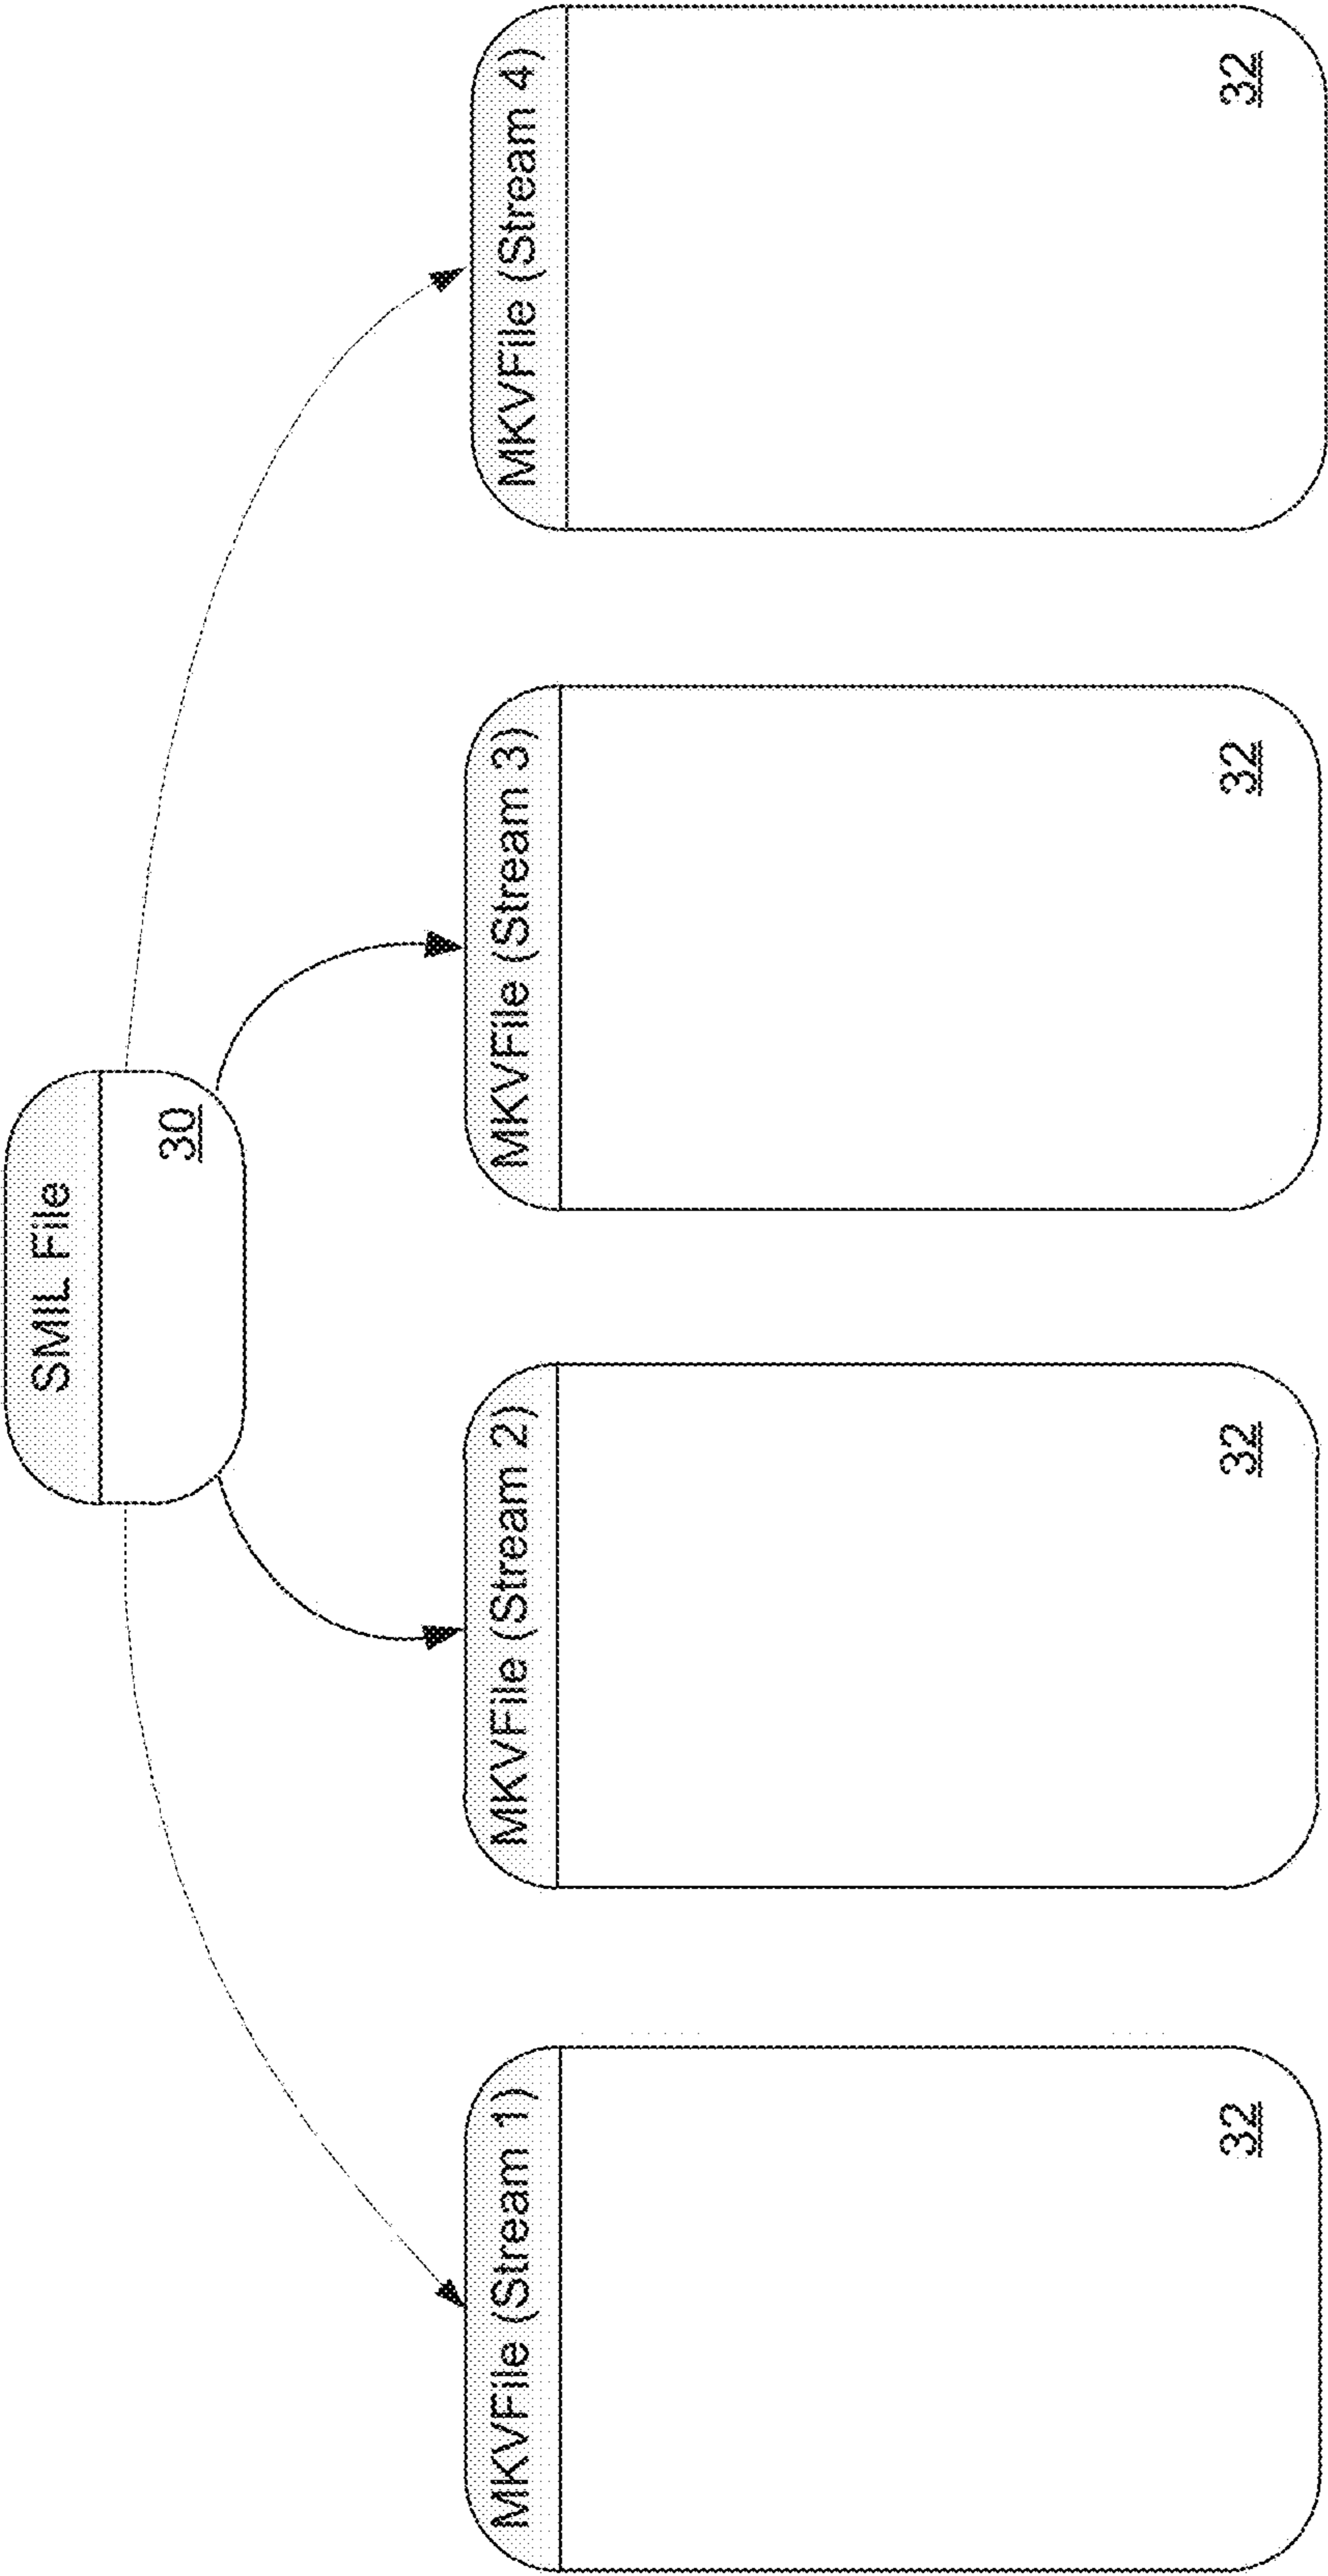 SMIL File
30
MKVFile (Stream 1)
32
MKVFile (Stream 2)
32
MKVFile (Stream 3)
32
MKVFile (Stream 4)
32